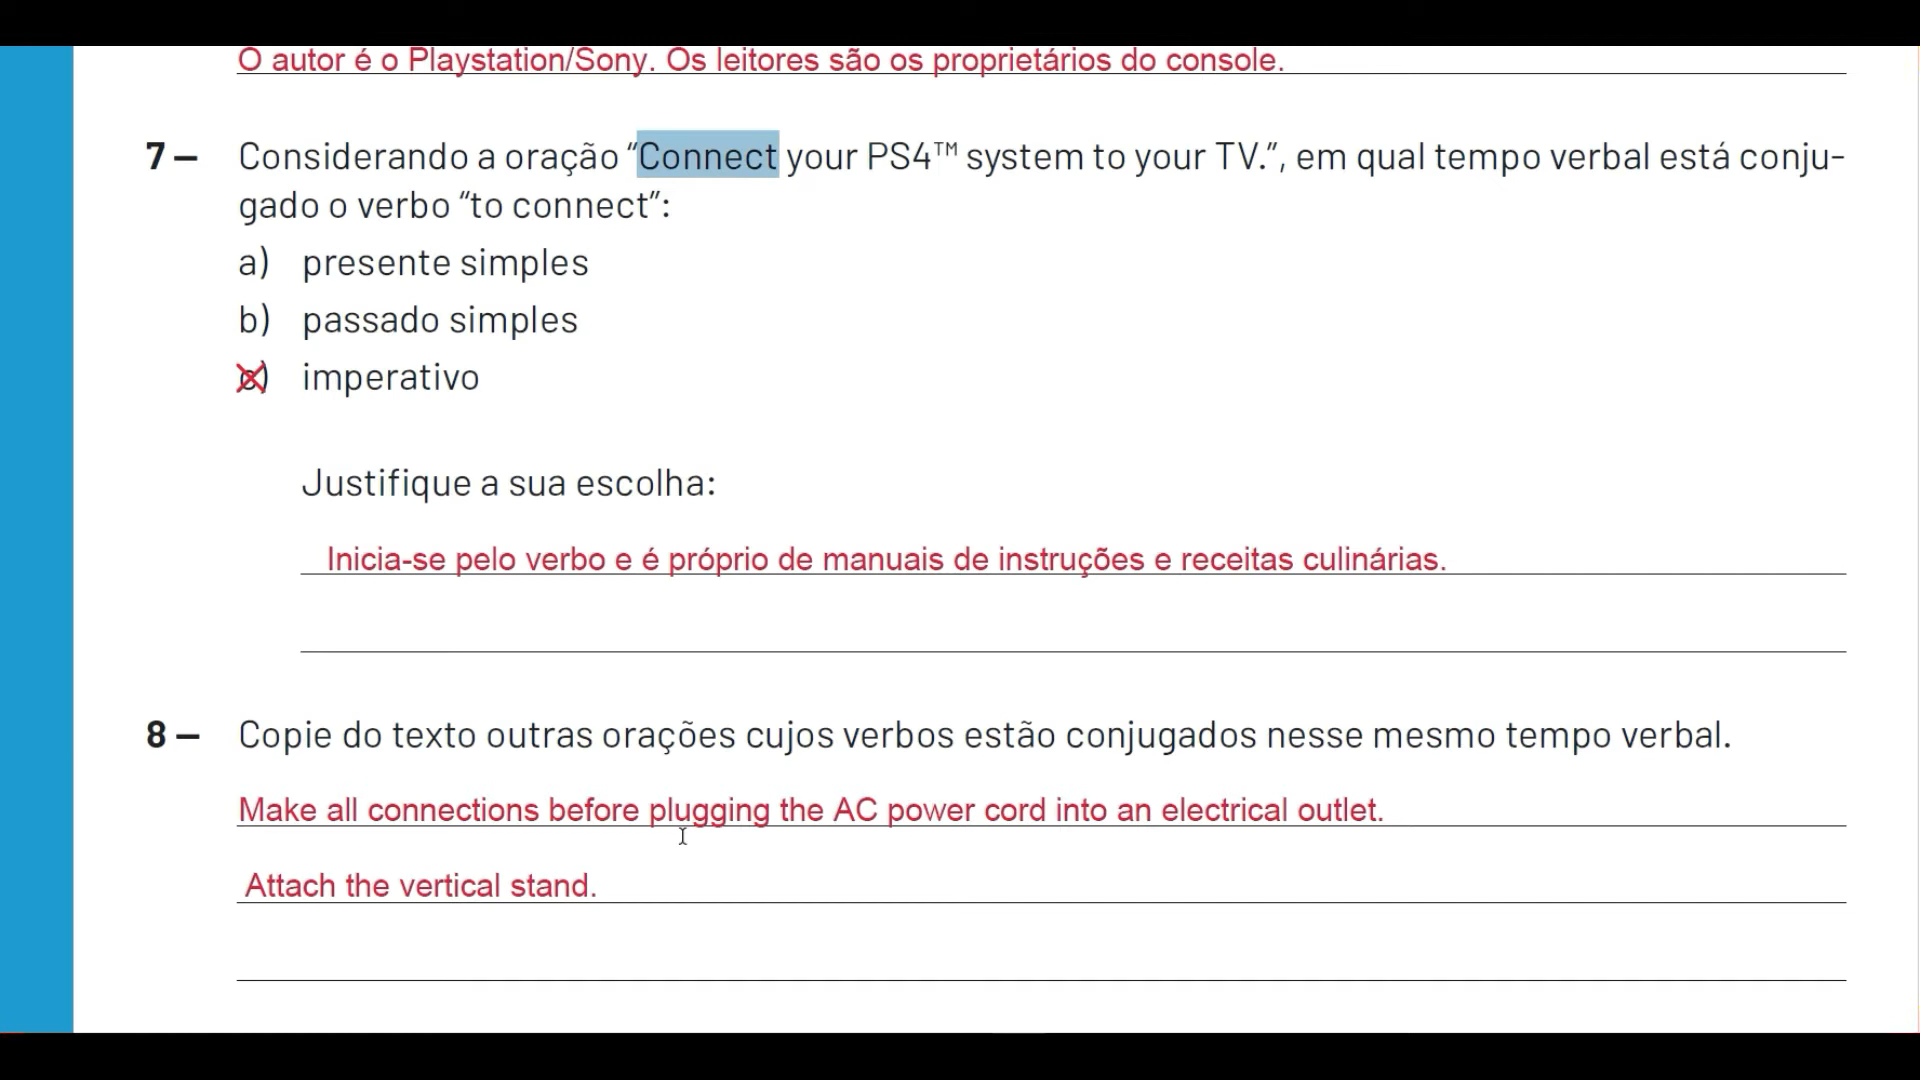 O autor é o Playstation/Sony. Os leitores são os proprietários do console.
7 – Considerando a oração “Connect your PS4™ system to your TV.”, em qual tempo verbal está conju-
gado o verbo “to connect”:
a) presente simples
b) passado simples
c) imperativo
Justifique a sua escolha:
Inicia-se pelo verbo e é próprio de manuais de instruções e receitas culinárias.
8 – Copie do texto outras orações cujos verbos estão conjugados nesse mesmo tempo verbal.
Make all connections before plugging the AC power cord into an electrical outlet.
Attach the vertical stand.